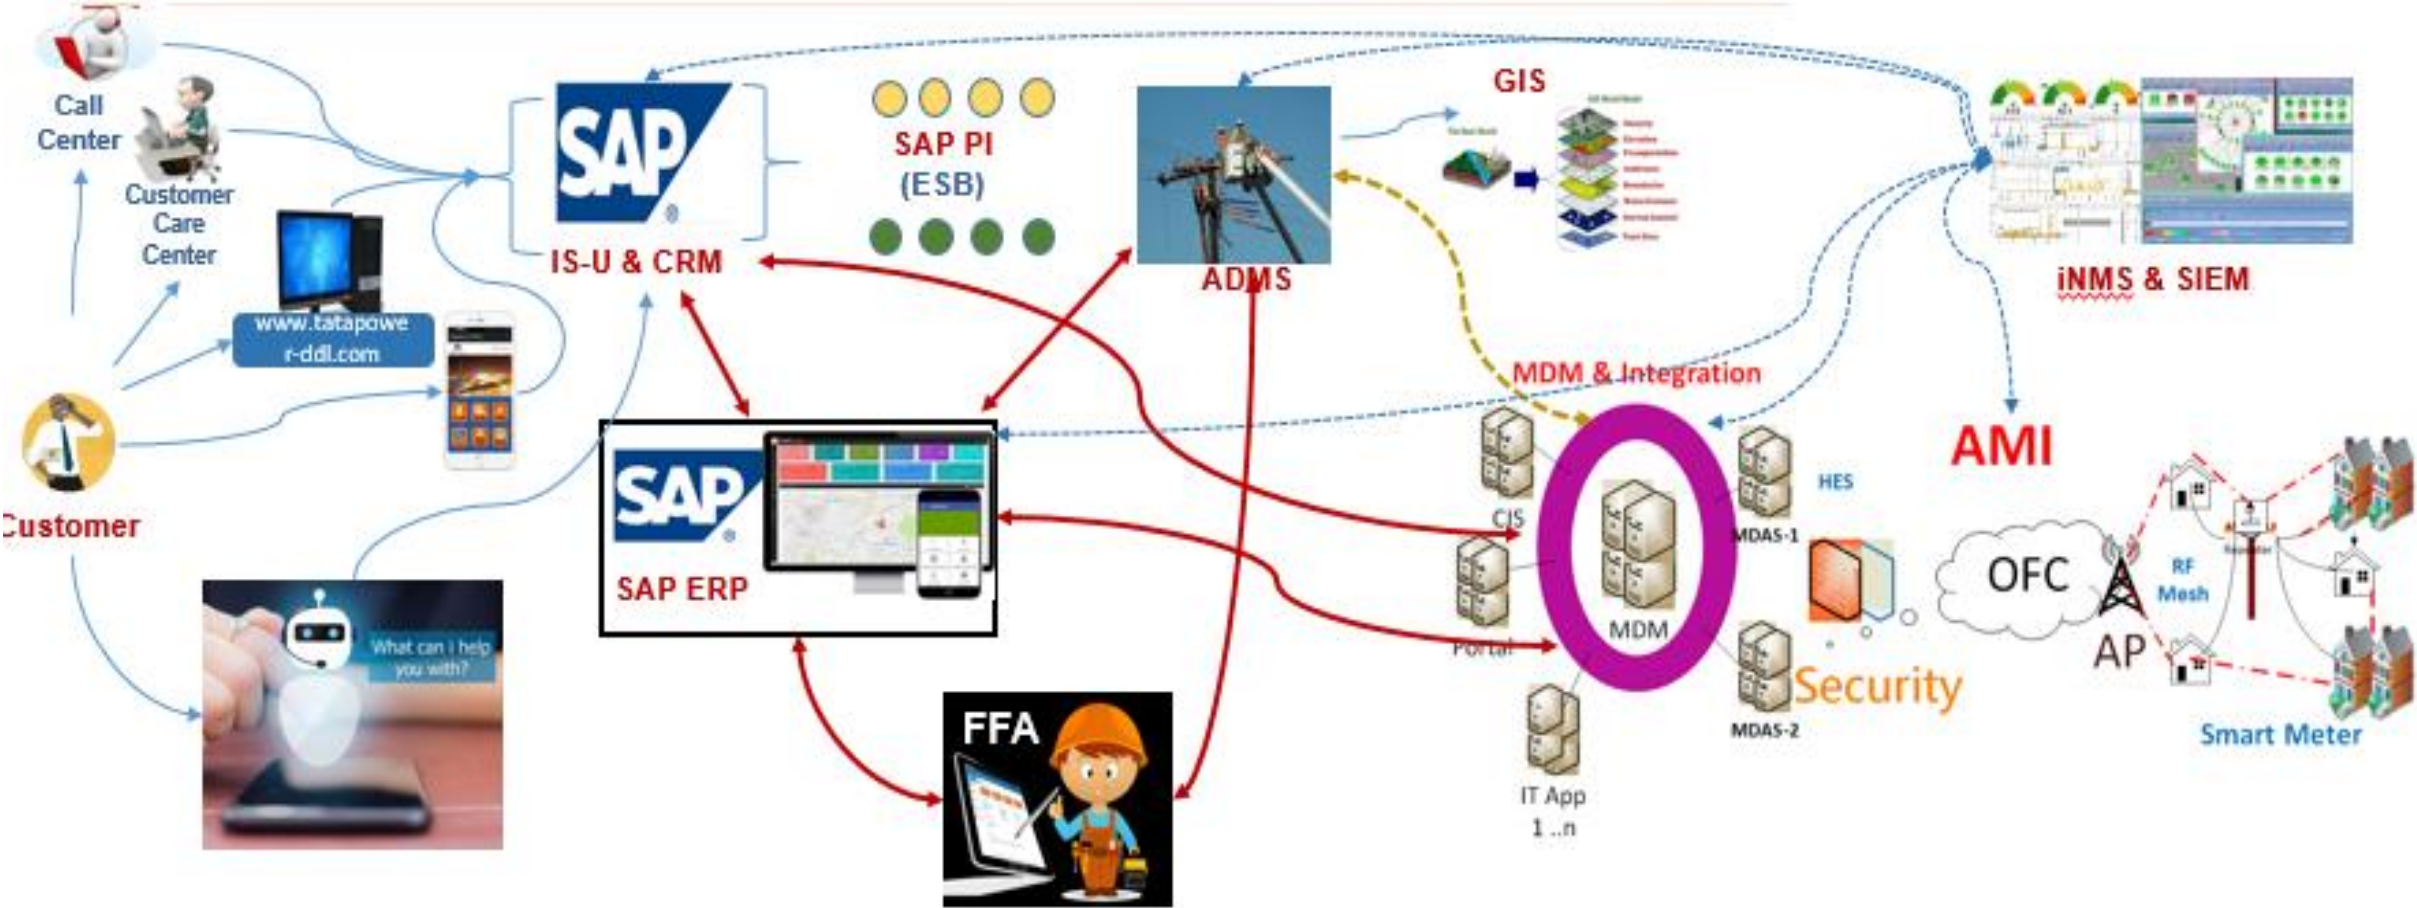 Call
Center
Customer
Care
Center
www.tatapowe
r-ddl.com
Customer
What can i help
you with?
SAP
®
IS-U & CRM
SAP PI
(ESB)
SAP
®
SAP ERP
FFA
ADMS
GIS
iNMS & SIEM
MDM & Integration
CIS
Portal
IT App
1 ..n
MDM
HES
MDAS-1
MDAS-2
Security
AMI
OFC
AP
RF
Mesh
Smart Meter